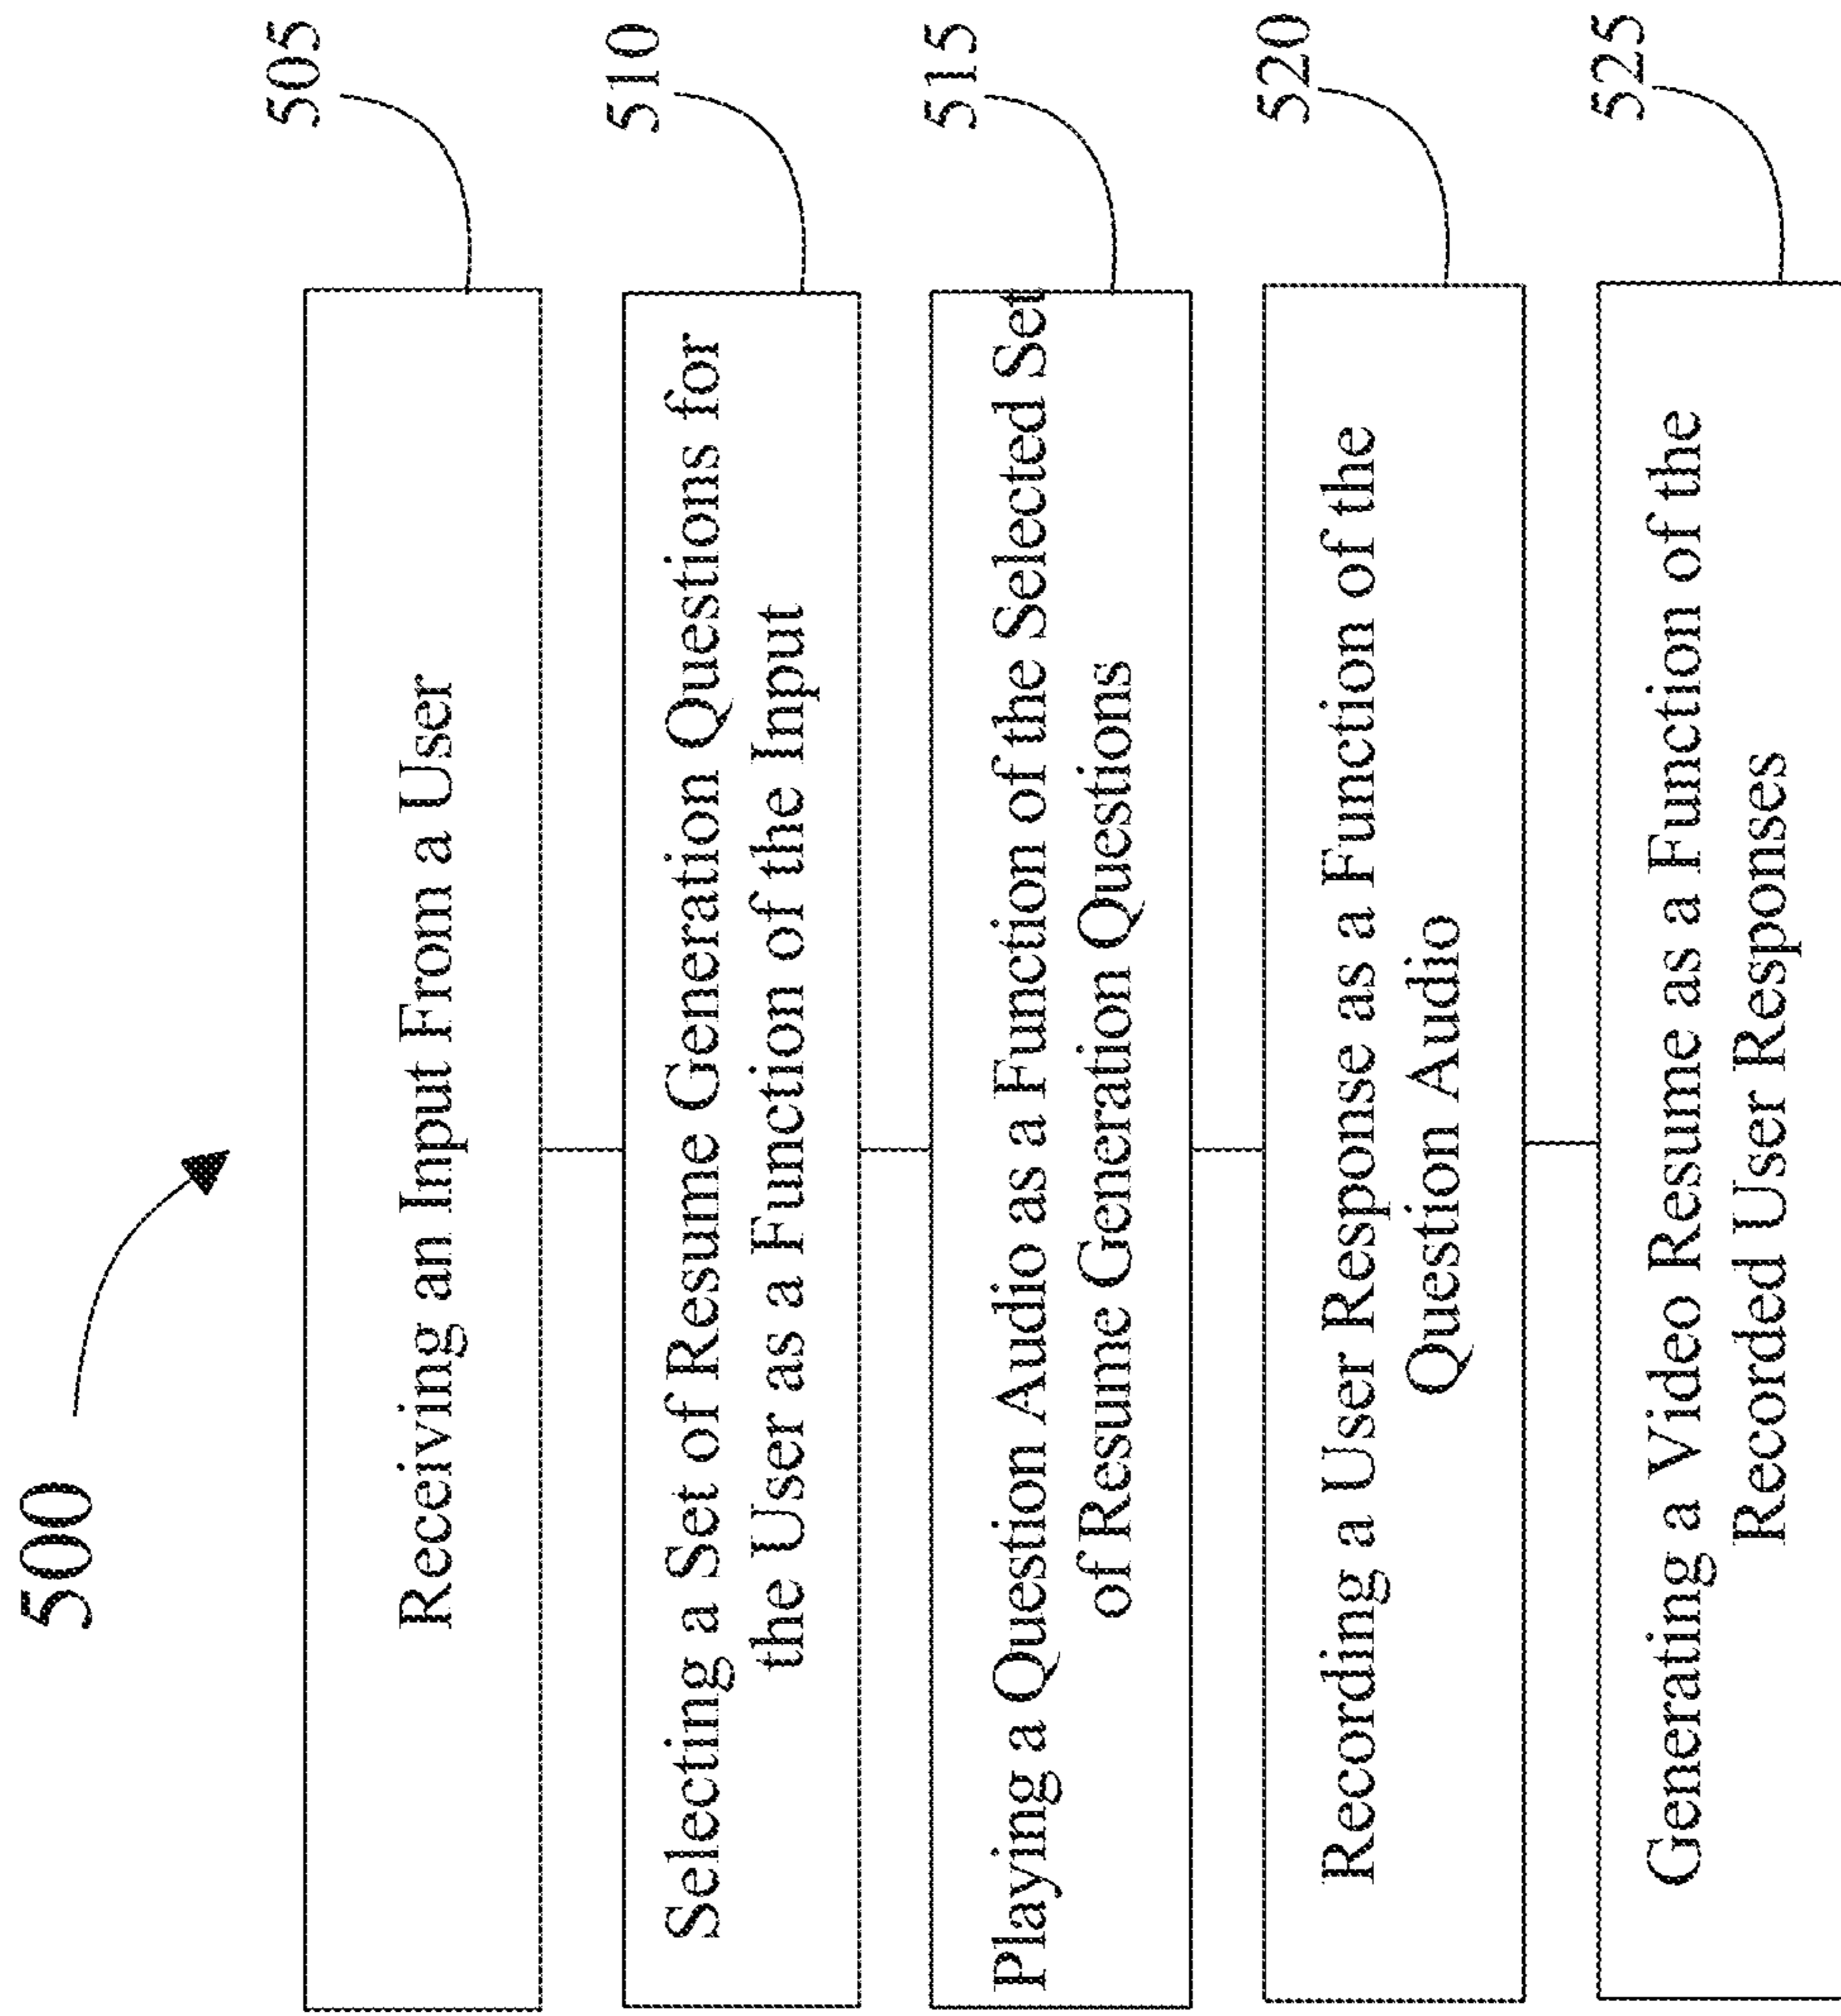 500
505
Receiving an Input From a User
510
Selecting a Set of Resume Generation Questions for
the User as a Function of the Input
515
Playing a Question Audio as a Function of the Selected Set
of Resume Generation Questions
520
Recording a User Response as a Function of the
Question Audio
525
Generating a Video Resume as a Function of the
Recorded User Responses